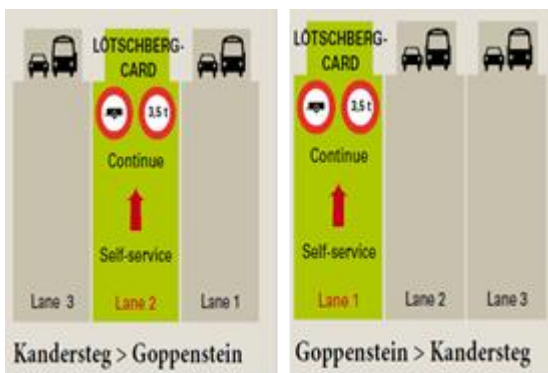 LÖTSCHBERG-
CARD
3,5 t
Continue
Self-service
Lane 3
Lane 2
Lane 1
Kandersteg > Goppenstein
LÖTSCHBERG-
CARD
3,5 t
Continue
Self-service
Lane 1
Lane 2
Lane 3
Goppenstein > Kandersteg